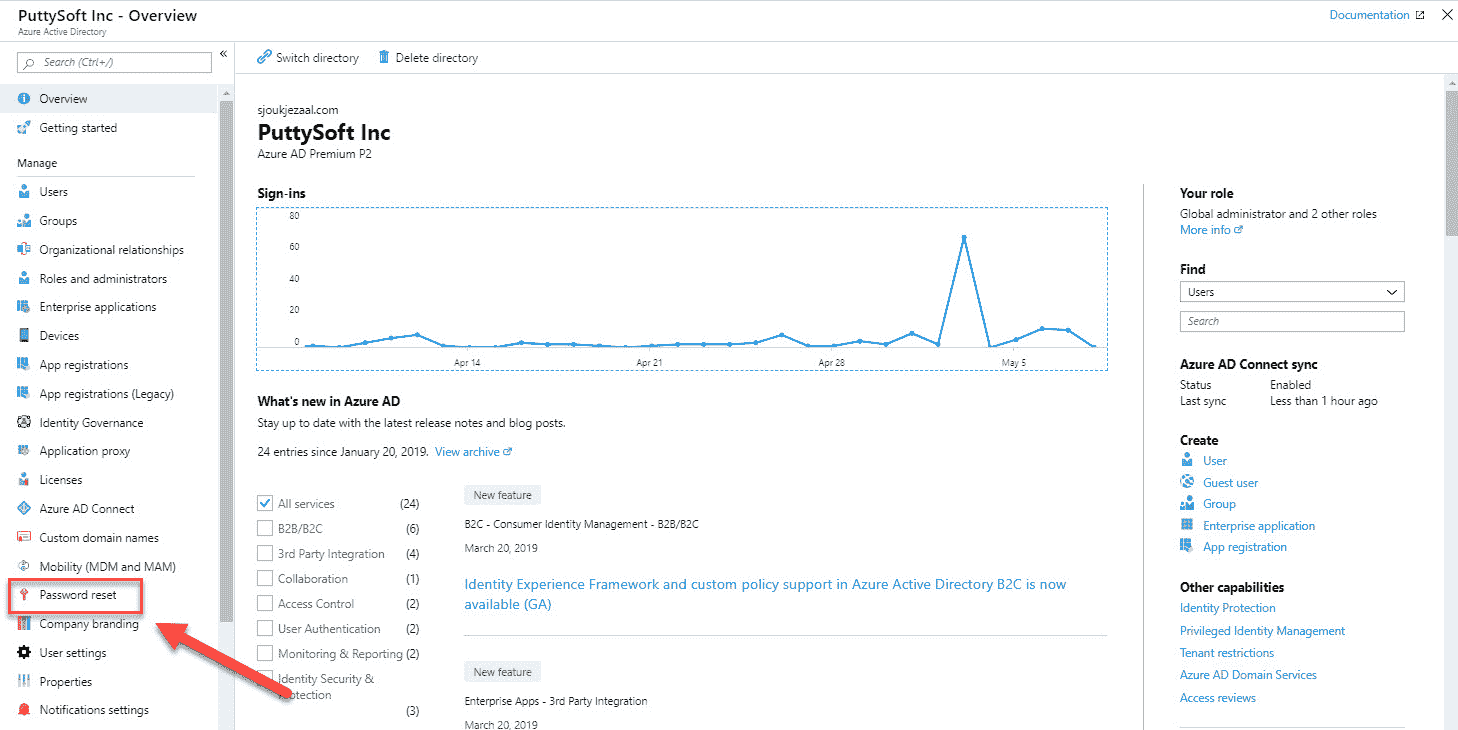 PuttySoft Inc - Overview
Azure Active Directory
Documentation
Search (Ctrl+/)
Overview
Getting started
Manage
Users
Groups
Organizational relationships
Roles and administrators
Enterprise applications
Devices
App registrations
App registrations (Legacy)
Identity Governance
Application proxy
Licenses
Azure AD Connect
Custom domain names
Mobility (MDM and MAM)
Password reset
Company branding
User settings
Properties
Notifications settings
Switch directory
Delete directory
sjoukjezaal.com
PuttySoft Inc
Azure AD Premium P2
Sign-ins
80
60
40
20
0
Apr 14
Apr 21
Apr 28
May 5
What's new in Azure AD
Stay up to date with the latest release notes and blog posts.
24 entries since January 20, 2019. View archive
All services (24)
B2B/B2C (6)
3rd Party Integration (4)
Collaboration (1)
Access Control (2)
User Authentication (2)
Monitoring & Reporting (2)
Identity Security &
Protection
(3)
New feature
B2C - Consumer Identity Management - B2B/B2C
March 20, 2019
Identity Experience Framework and custom policy support in Azure Active Directory B2C is now
available (GA)
New feature
Enterprise Apps - 3rd Party Integration
March 20, 2019
Your role
Global administrator and 2 other roles
More info
Find
Users
Search
Azure AD Connect sync
Status Enabled
Last sync Less than 1 hour ago
Create
User
Guest user
Group
Enterprise application
App registration
Other capabilities
Identity Protection
Privileged Identity Management
Tenant restrictions
Azure AD Domain Services
Access reviews